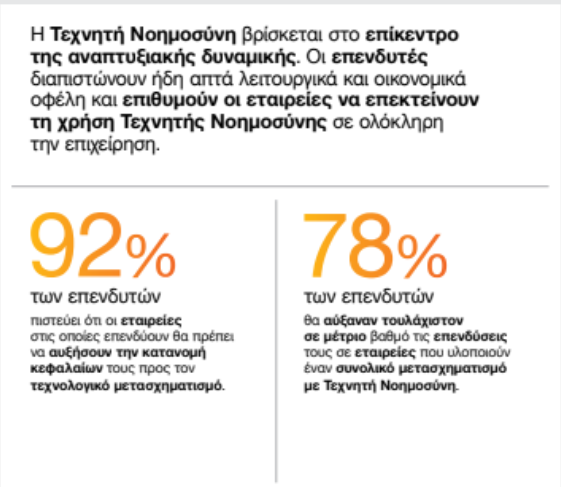 Η Τεχνητή Νοημοσύνη βρίσκεται στο επίκεντρο
της αναπτυξιακής δυναμικής. Οι επενδυτές
διαπιστώνουν ήδη απτά λειτουργικά και οικονομικά
οφέλη και επιθυμούν οι εταιρείες να επεκτείνουν
τη χρήση Τεχνητής Νοημοσύνης σε ολόκληρη
την επιχείρηση.
92%
των επενδυτών
πιστεύει ότι οι εταιρείες
στις οποίες επενδύουν θα πρέπει
να αυξήσουν την κατανομή
κεφαλαίων τους προς τον
τεχνολογικό μετασχηματισμό.
78%
των επενδυτών
θα αύξαναν τουλάχιστον
σε μέτριο βαθμό τις επενδύσεις
τους σε εταιρείες που υλοποιούν
έναν συνολικό μετασχηματισμό
με Τεχνητή Νοημοσύνη.